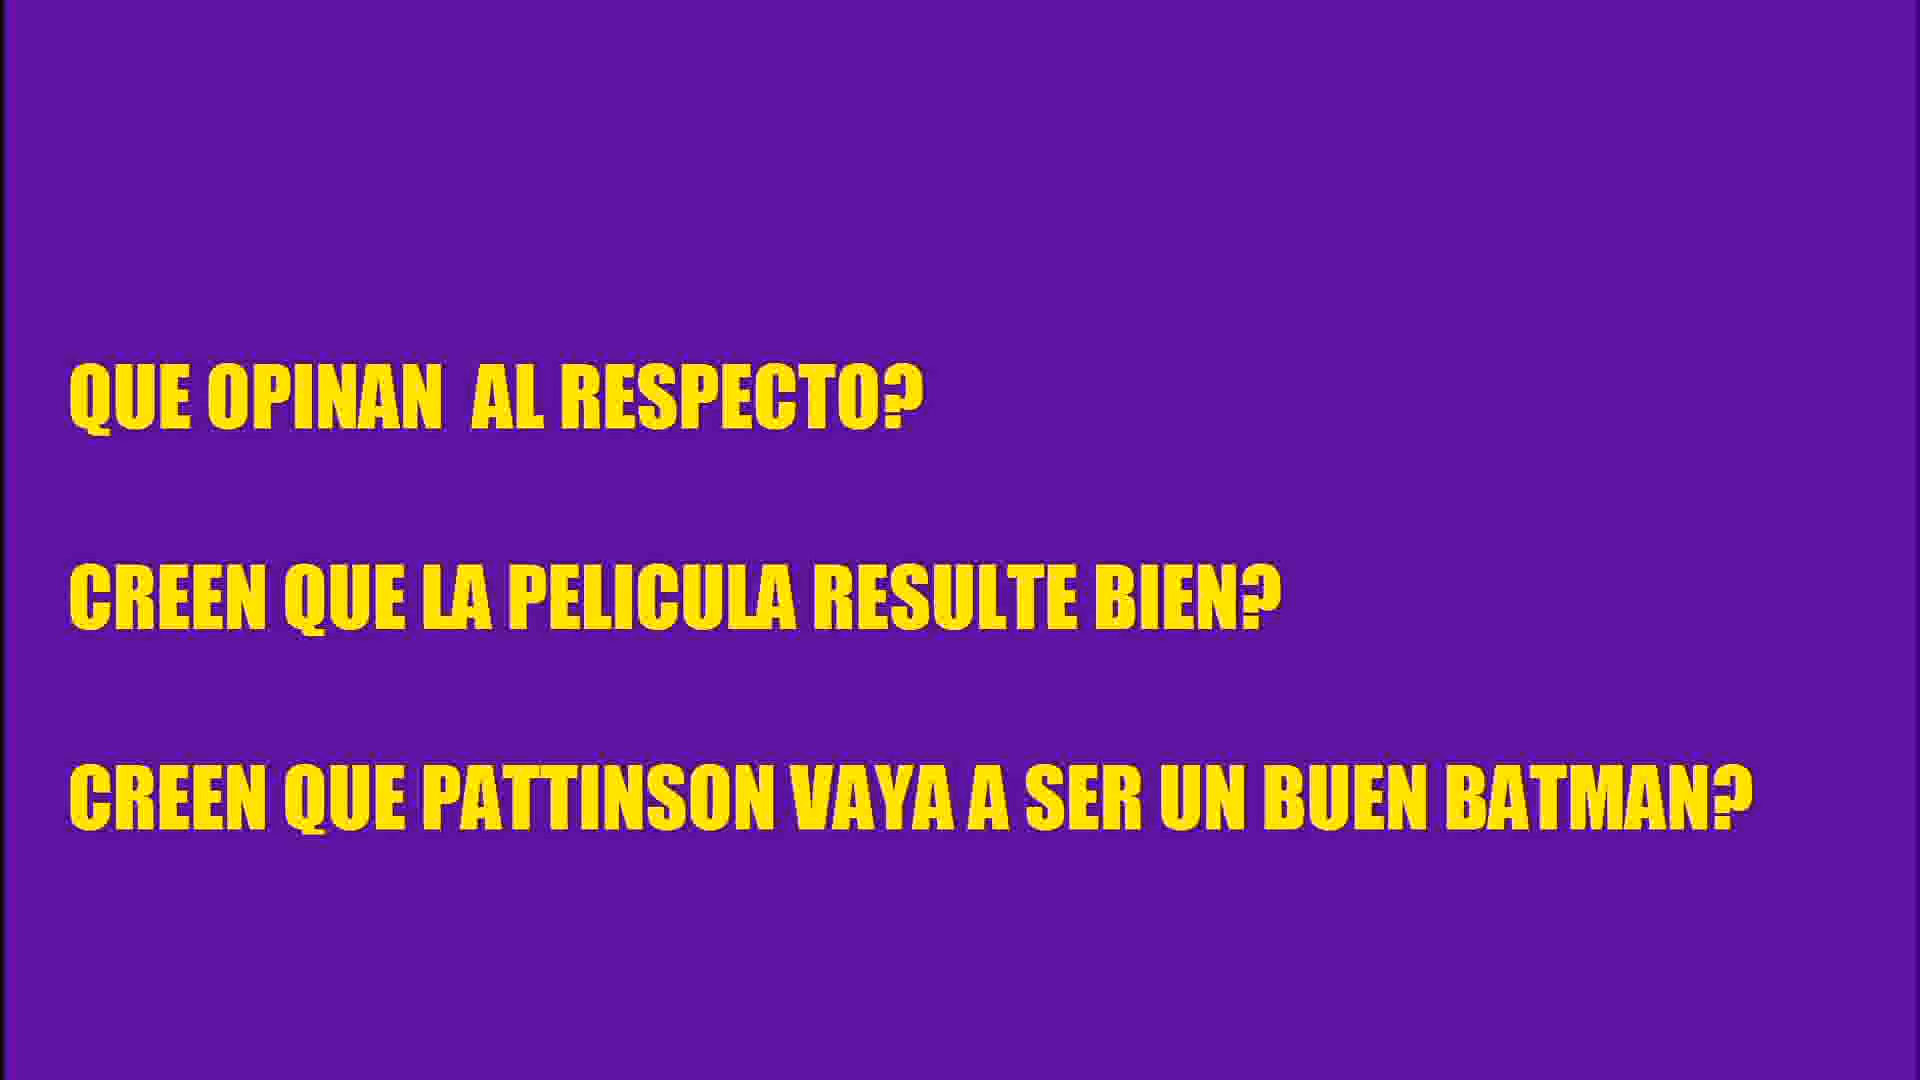 QUE OPINAN  AL RESPECTO?
CREEN QUE LA PELICULA RESULTE BIEN?
CREEN QUE PATTINSON VAYA A SER UN BUEN BATMAN?